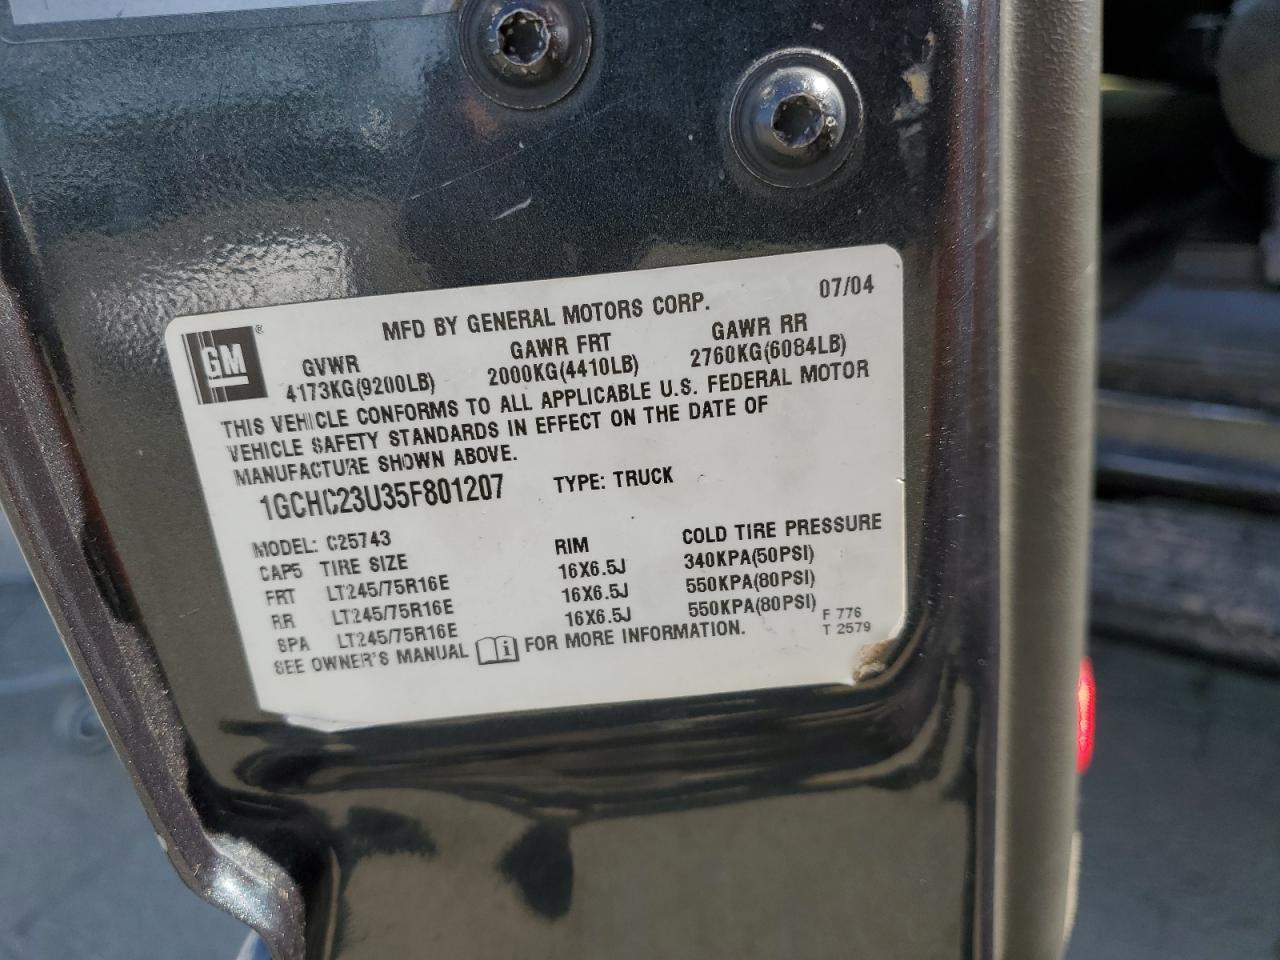 MFD BY GENERAL MOTORS CORP. 07/04
GM ®
GVWR GAWR FRT GAWR RR
4173KG(9200LB) 2000KG(4410LB) 2760KG(6084LB)
THIS VEHICLE CONFORMS TO ALL APPLICABLE U.S. FEDERAL MOTOR
VEHICLE SAFETY STANDARDS IN EFFECT ON THE DATE OF
MANUFACTURE SHOWN ABOVE.
1GCHC23U35F801207 TYPE: TRUCK
MODEL: C25743
CAP5 TIRE SIZE RIM COLD TIRE PRESSURE
FRT LT245/75R16E 16X6.5J 340KPA(50PSI)
RR LT245/75R16E 16X6.5J 550KPA(80PSI)
SPA LT245/75R16E 16X6.5J 550KPA(80PSI)
SEE OWNER'S MANUAL i FOR MORE INFORMATION.
F 776
T 2579